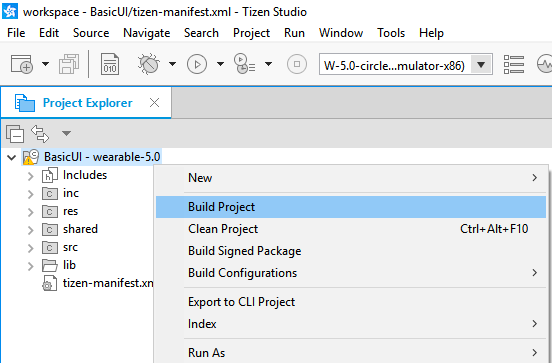 workspace - BasicUI/tizen-manifest.xml - Tizen Studio
File Edit Source Navigate Search Project Run Window Tools H
010
W-5.0-circle...mulator-x86)
Project Explorer
BasicUI - wearable-5.0
Includes
inc
res
shared
src
lib
tizen-manifest.xm
New
Build Project
Clean Project Ctrl+Alt+F10
Build Signed Package
Build Configurations
Export to CLI Project
Index
Run As